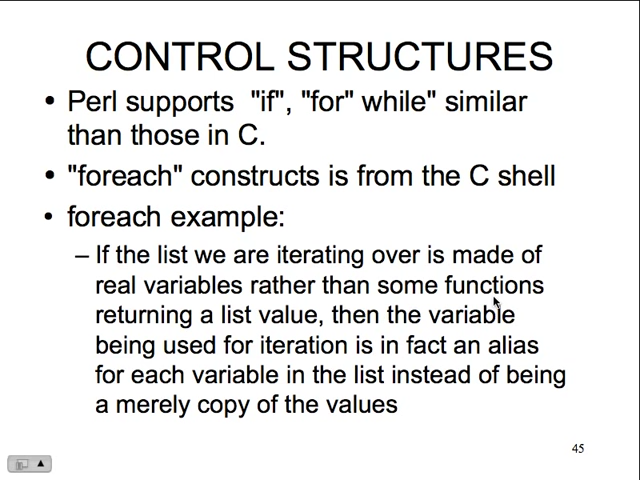 CONTROL STRUCTURES
• Perl supports "if", "for" while" similar
than those in C.
• "foreach" constructs is from the C shell
• foreach example:
– If the list we are iterating over is made of
real variables rather than some functions
returning a list value, then the variable
being used for iteration is in fact an alias
for each variable in the list instead of being
a merely copy of the values
45